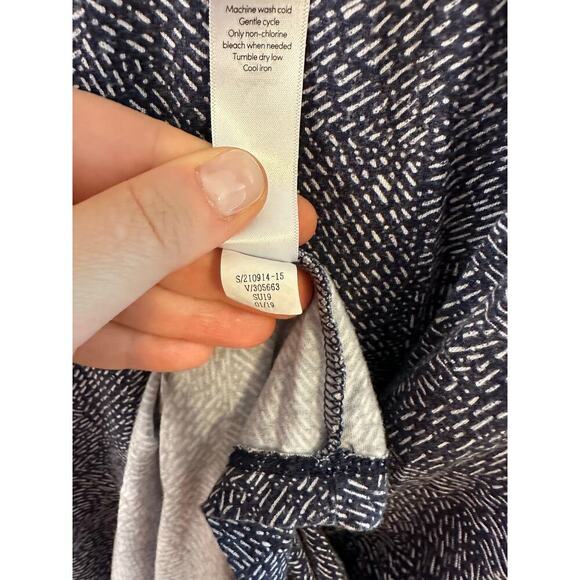 Machine wash cold
Gentle cycle
Only non-chlorine
bleach when needed
Tumble dry low
Cool iron
S/210914-15
V/305663
SU19
01/19